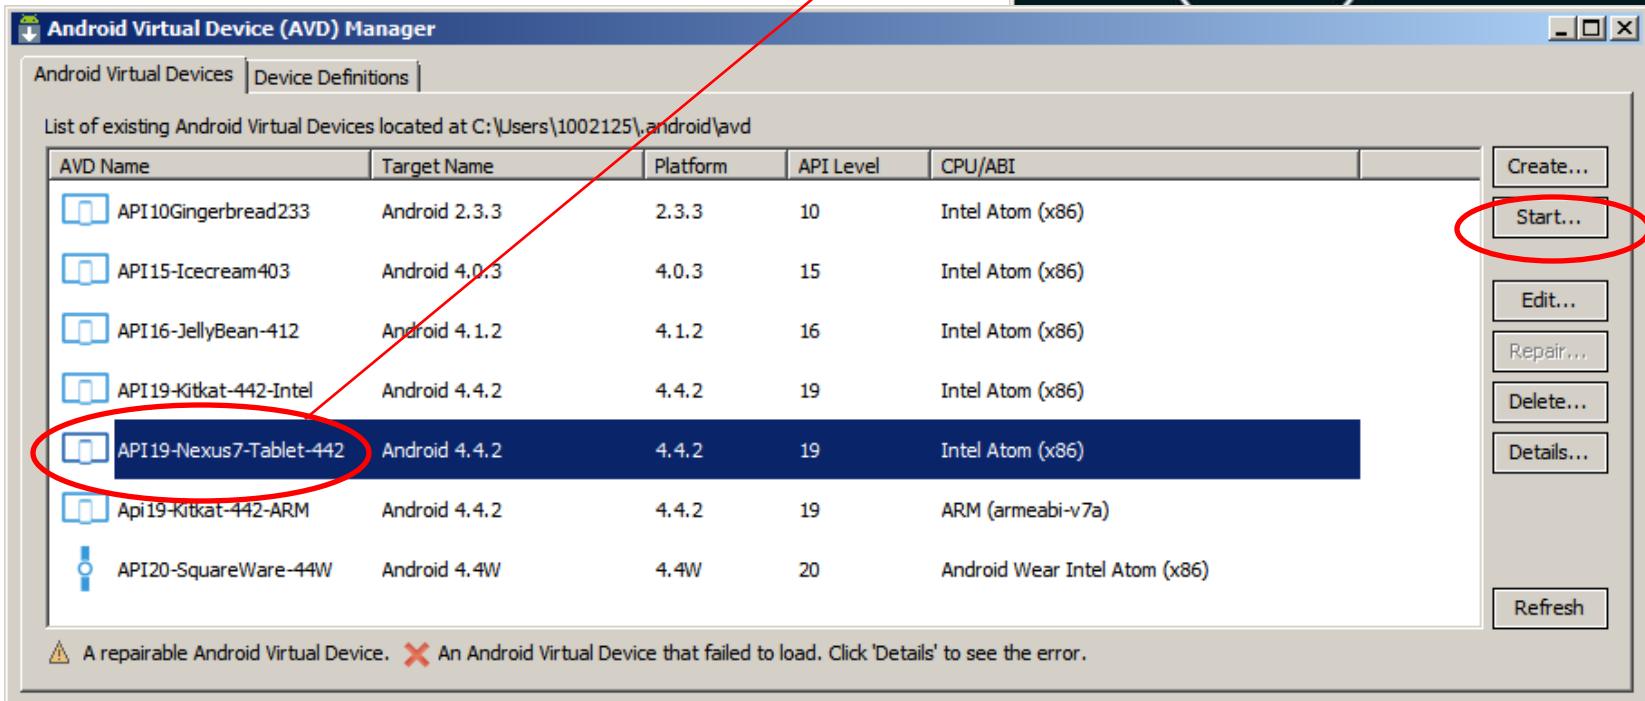 Android Virtual Device (AVD) Manager
Android Virtual Devices Device Definitions
List of existing Android Virtual Devices located at C:\Users\1002125\.android\avd
AVD Name Target Name Platform API Level CPU/ABI
API10Gingerbread233 Android 2.3.3 2.3.3 10 Intel Atom (x86)
API15-Icecream403 Android 4.0.3 4.0.3 15 Intel Atom (x86)
API16-JellyBean-412 Android 4.1.2 4.1.2 16 Intel Atom (x86)
API19-Kitkat-442-Intel Android 4.4.2 4.4.2 19 Intel Atom (x86)
API19-Nexus7-Tablet-442 Android 4.4.2 4.4.2 19 Intel Atom (x86)
Api19-Kitkat-442-ARM Android 4.4.2 4.4.2 19 ARM (armeabi-v7a)
API20-SquareWare-44W Android 4.4W 4.4W 20 Android Wear Intel Atom (x86)
Create...
Start...
Edit...
Repair...
Delete...
Details...
Refresh
A repairable Android Virtual Device. An Android Virtual Device that failed to load. Click 'Details' to see the error.